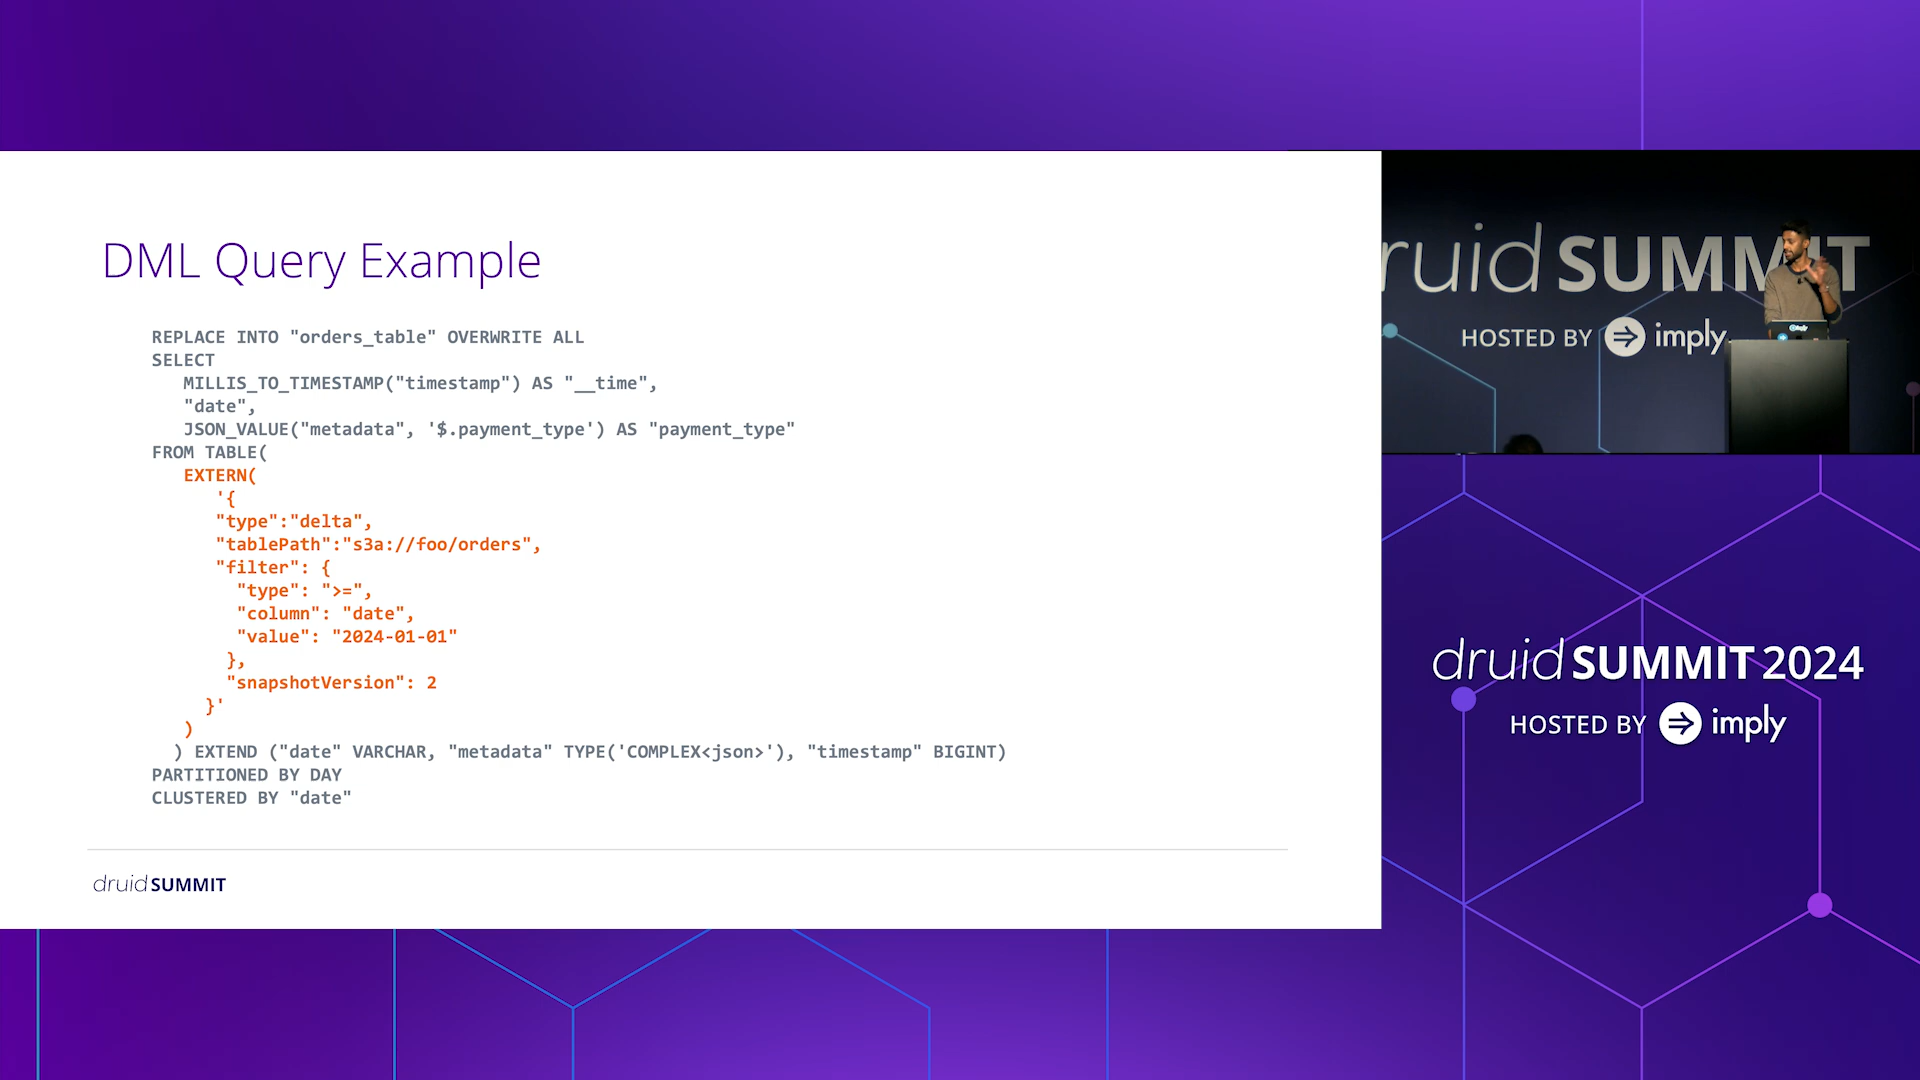 DML Query Example
REPLACE INTO "orders_table" OVERWRITE ALL
SELECT
MILLIS_TO_TIMESTAMP("timestamp") AS "__time",
"date",
JSON_VALUE("metadata", '$.payment_type') AS "payment_type"
FROM TABLE(
EXTERN(
'{
"type":"delta",
"tablePath":"s3a://foo/orders",
"filter": {
"type": ">=",
"column": "date",
"value": "2024-01-01"
},
"snapshotVersion": 2
}'
)
) EXTEND ("date" VARCHAR, "metadata" TYPE('COMPLEX<json>'), "timestamp" BIGINT)
PARTITIONED BY DAY
CLUSTERED BY "date"
druid SUMMIT
ruid SUMMIT
HOSTED BY imply
druid SUMMIT 2024
HOSTED BY imply